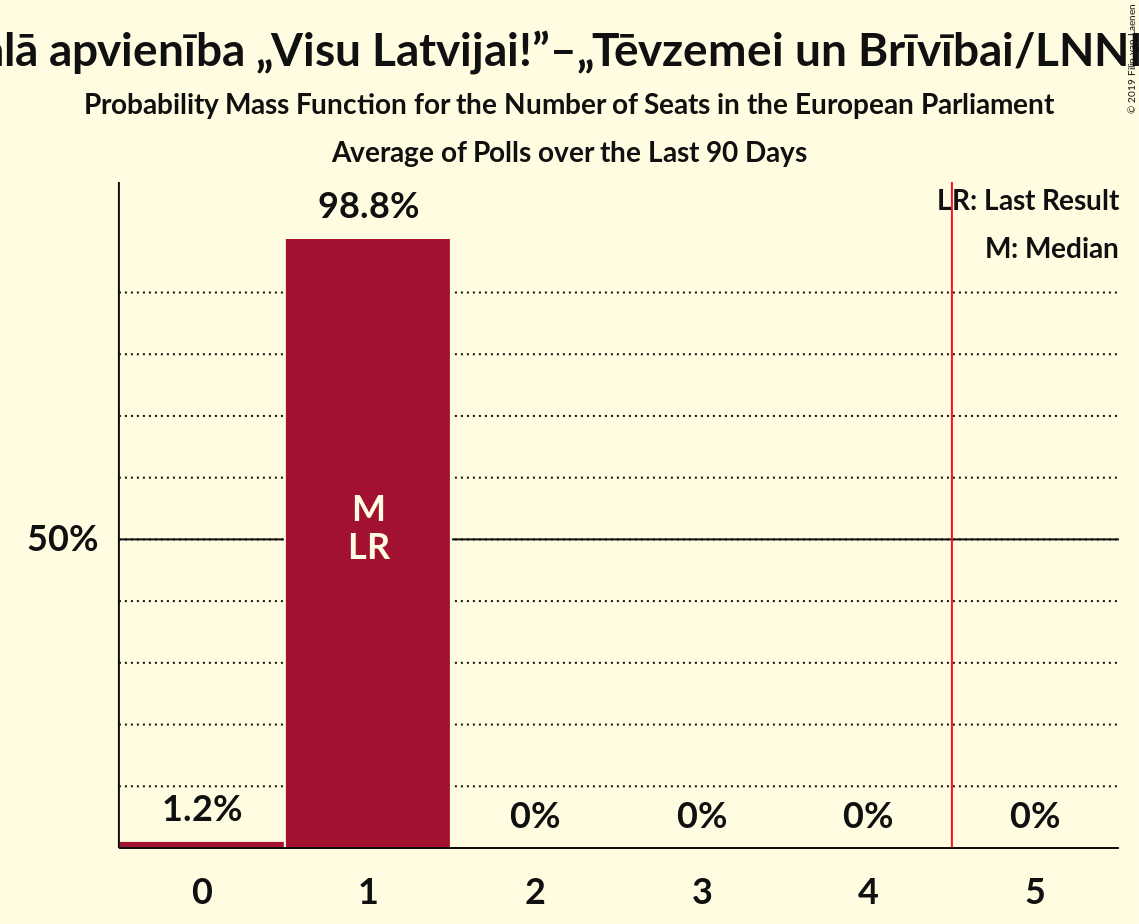 apvienība „Visu Latvijai!”–„Tēvzemei un Brīvībai/LNN
Probability Mass Function for the Number of Seats in the European Parliament
Average of Polls over the Last 90 Days
© 2019 Filip van Laenen
LR: Last Result
M: Median
98.8%
M
LR
50%
1.2%
0%
0%
0%
0%
0
1
2
3
4
5